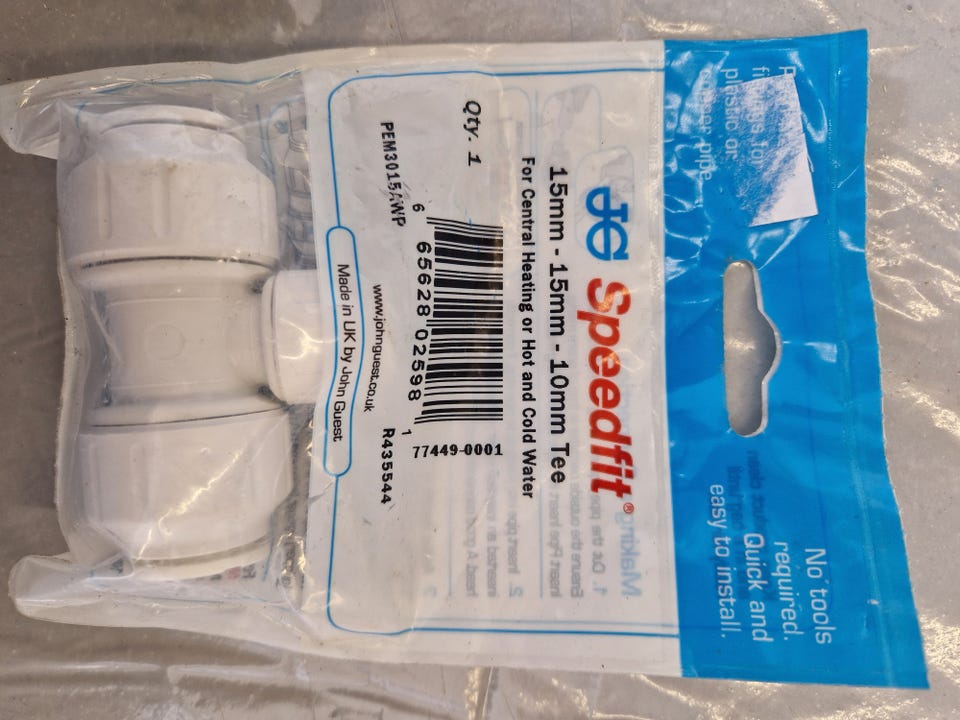 No tools
required.
Quick and
easy to install.
JG Speedfit®
15mm - 15mm - 10mm Tee
For Central Heating or Hot and Cold Water
Qty. 1
77449-0001
6 65628 02598 1
PEM3015AWP
R435544
www.johnguest.co.uk
Made in UK by John Guest